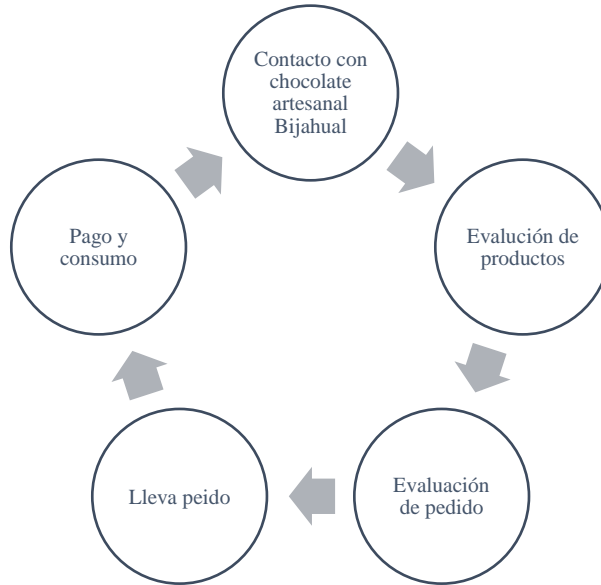 Contacto con
chocolate
artesanal
Bijahual
Evalución de
productos
Evaluación
de pedido
Lleva peido
Pago y
consumo